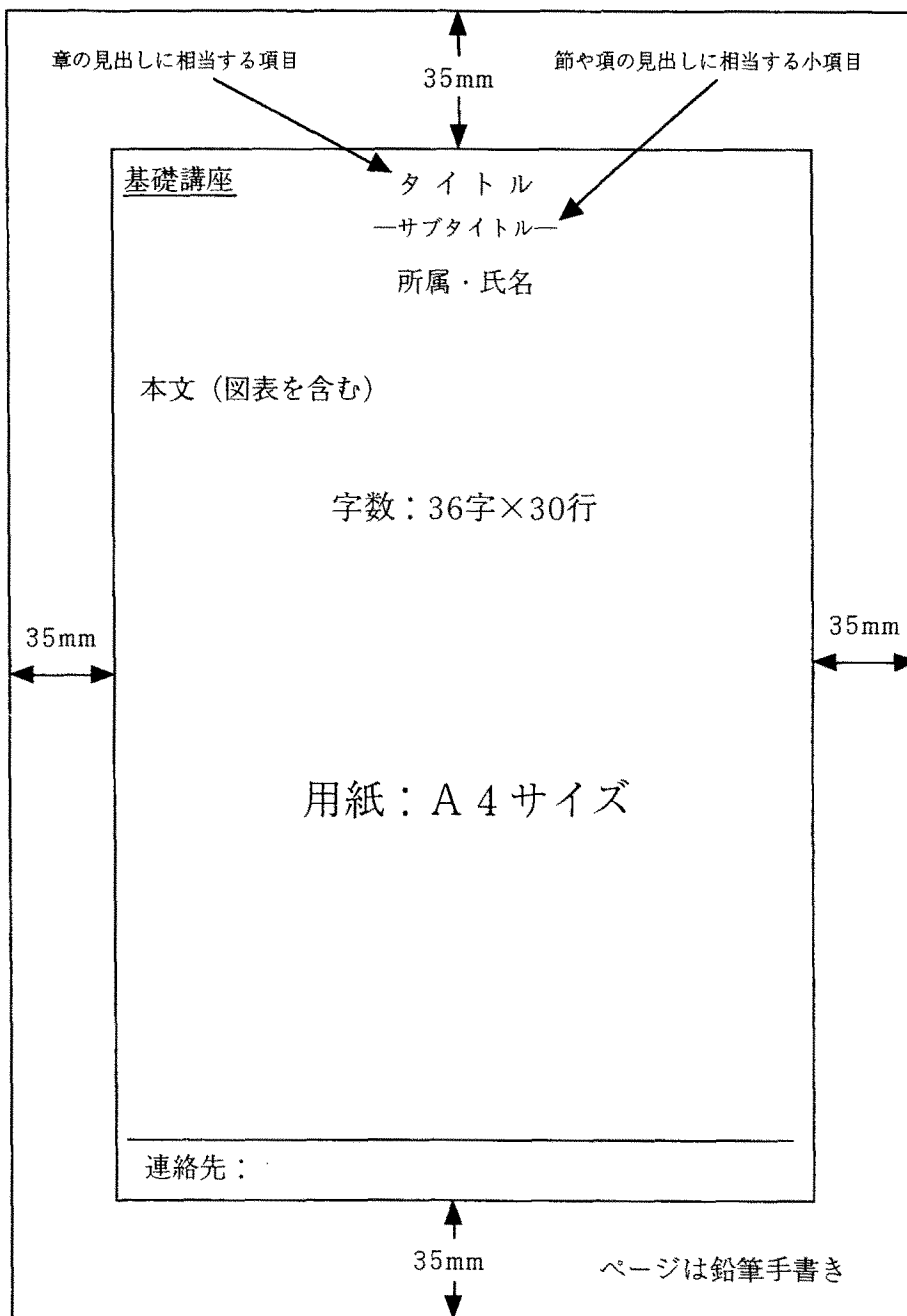 章の見出しに相当する項目
節や項の見出しに相当する小項目
35mm
基礎講座
タイトル
―サブタイトル―
所属・氏名
本文（図表を含む）
字数：36字×30行
35mm
35mm
用紙：A4サイズ
連絡先：
35mm
ページは鉛筆手書き